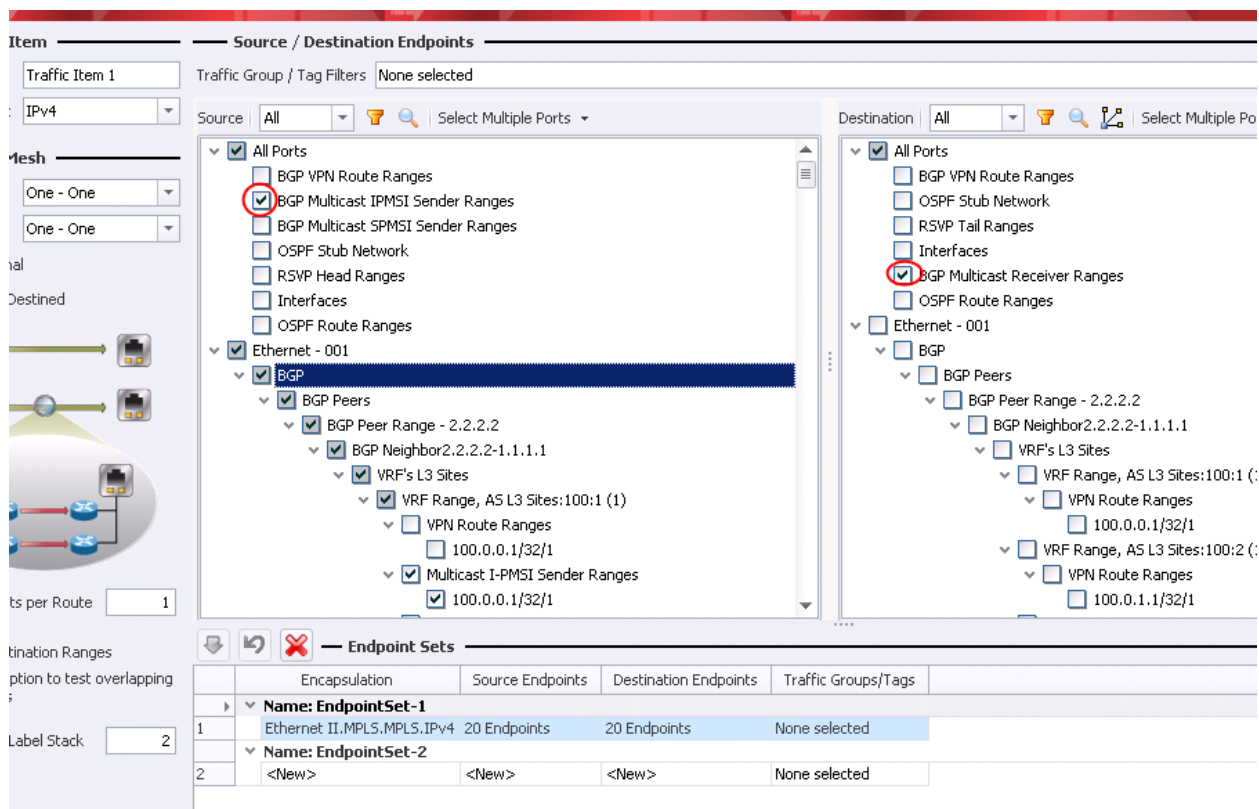 Item
Source / Destination Endpoints
Traffic Item 1
Traffic Group / Tag Filters None selected
: IPv4
Source All Select Multiple Ports
Destination All Select Multiple Po
Mesh
One - One
One - One
nal
Destined
All Ports
BGP VPN Route Ranges
BGP Multicast IPMSI Sender Ranges
BGP Multicast SPMSI Sender Ranges
OSPF Stub Network
RSVP Head Ranges
Interfaces
OSPF Route Ranges
Ethernet - 001
BGP
BGP Peers
BGP Peer Range - 2.2.2.2
BGP Neighbor2.2.2.2-1.1.1.1
VRF's L3 Sites
VRF Range, AS L3 Sites:100:1 (1)
VPN Route Ranges
100.0.0.1/32/1
Multicast I-PMSI Sender Ranges
100.0.0.1/32/1
All Ports
BGP VPN Route Ranges
OSPF Stub Network
RSVP Tail Ranges
Interfaces
BGP Multicast Receiver Ranges
OSPF Route Ranges
Ethernet - 001
BGP
BGP Peers
BGP Peer Range - 2.2.2.2
BGP Neighbor2.2.2.2-1.1.1.1
VRF's L3 Sites
VRF Range, AS L3 Sites:100:1 (
VPN Route Ranges
100.0.0.1/32/1
VRF Range, AS L3 Sites:100:2 (
VPN Route Ranges
100.0.1.1/32/1
ts per Route 1
tination Ranges
ption to test overlapping
Label Stack 2
Endpoint Sets
Encapsulation Source Endpoints Destination Endpoints Traffic Groups/Tags
Name: EndpointSet-1
1 Ethernet II.MPLS.MPLS.IPv4 20 Endpoints 20 Endpoints None selected
Name: EndpointSet-2
2 <New> <New> <New> None selected